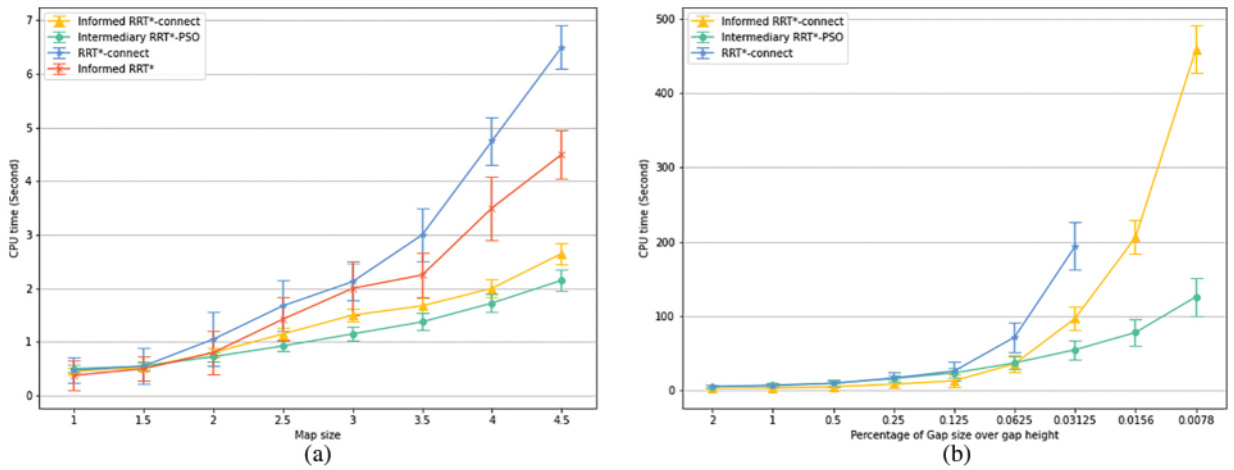 Informed RRT*-connect
Intermediary RRT*-PSO
RRT*-connect
Informed RRT*
7
6
5
4
3
2
1
0
CPU time (Second)
1
1.5
2
2.5
3
3.5
4
4.5
Map size
(a)
Informed RRT*-connect
Intermediary RRT*-PSO
RRT*-connect
500
400
300
200
100
0
CPU time (Second)
2
1
0.5
0.25
0.125
0.0625
0.03125
0.0156
0.0078
Percentage of Gap size over gap height
(b)